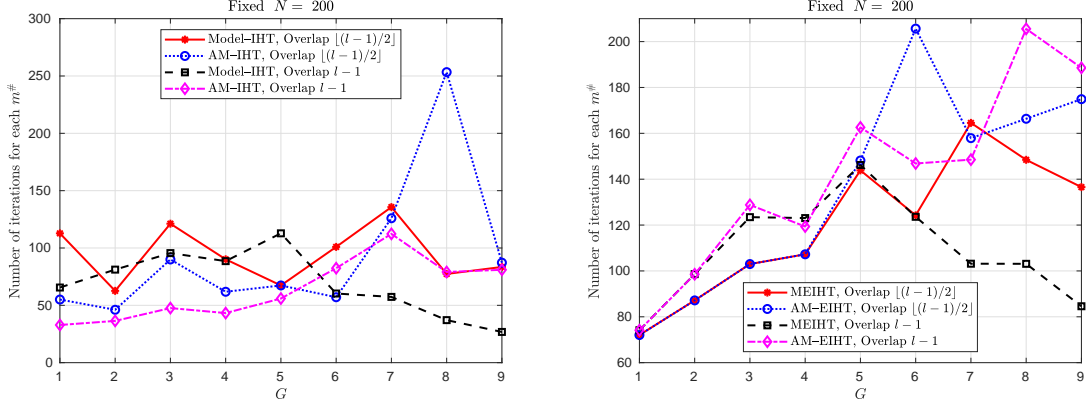 Fixed N = 200
300
250
200
150
100
50
0
Number of iterations for each m^#
Model–IHT, Overlap ⌊(l − 1)/2⌋
AM–IHT, Overlap ⌊(l − 1)/2⌋
Model–IHT, Overlap l − 1
AM–IHT, Overlap l − 1
1 2 3 4 5 6 7 8 9
G
Fixed N = 200
200
180
160
140
120
100
80
60
Number of iterations for each m^#
MEIHT, Overlap ⌊(l − 1)/2⌋
AM–EIHT, Overlap ⌊(l − 1)/2⌋
MEIHT, Overlap l − 1
AM–EIHT, Overlap l − 1
1 2 3 4 5 6 7 8 9
G